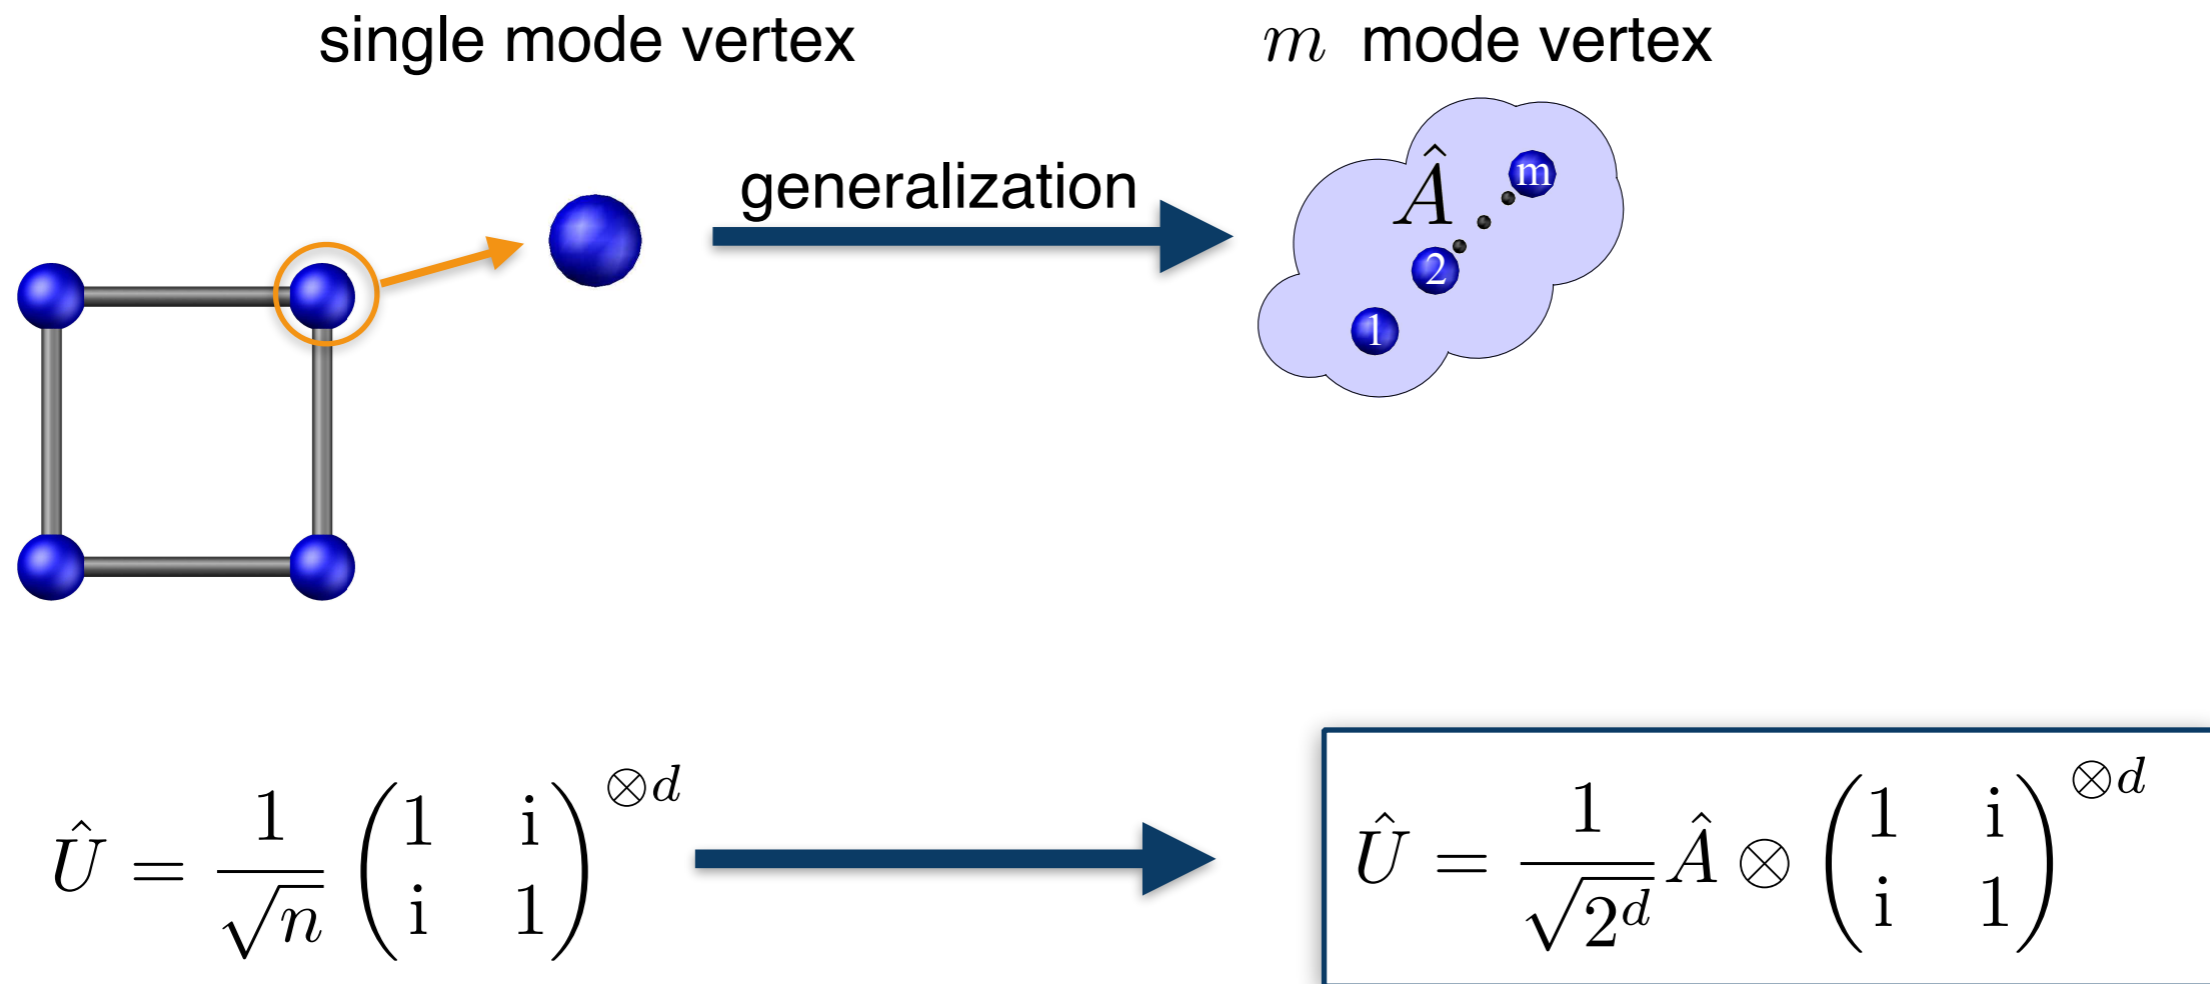 single mode vertex
m mode vertex
generalization
Â
m
2
1
Û = 1/√n (1 i; i 1)^{⊗d}
Û = 1/√(2^d) Â ⊗ (1 i; i 1)^{⊗d}